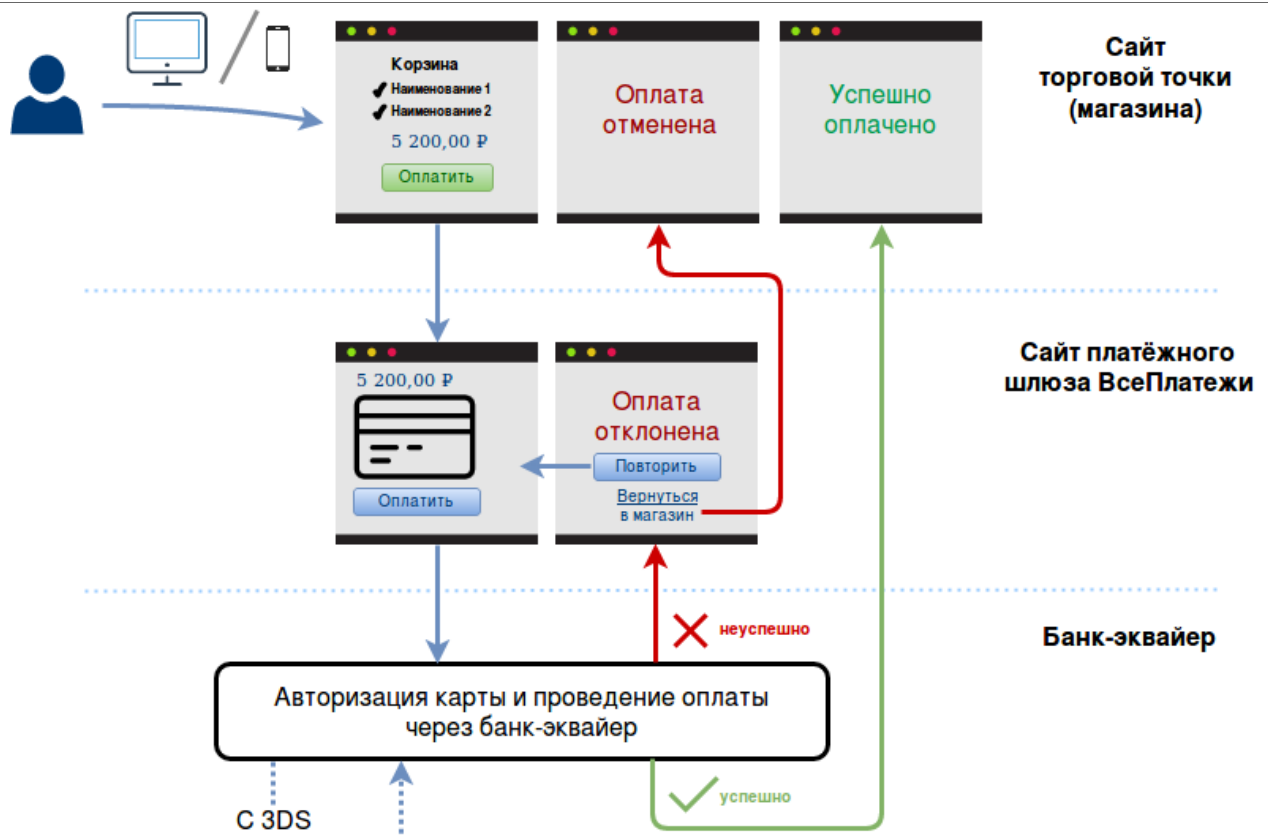 Корзина
Наименование 1
Наименование 2
5 200,00 ₽
Оплатить
Оплата
отменена
Успешно
оплачено
Сайт
торговой точки
(магазина)
5 200,00 ₽
Оплатить
Оплата
отклонена
Повторить
Вернуться
в магазин
Сайт платёжного
шлюза ВсеПлатежи
неуспешно
Банк-эквайер
Авторизация карты и проведение оплаты
через банк-эквайер
успешно
С 3DS